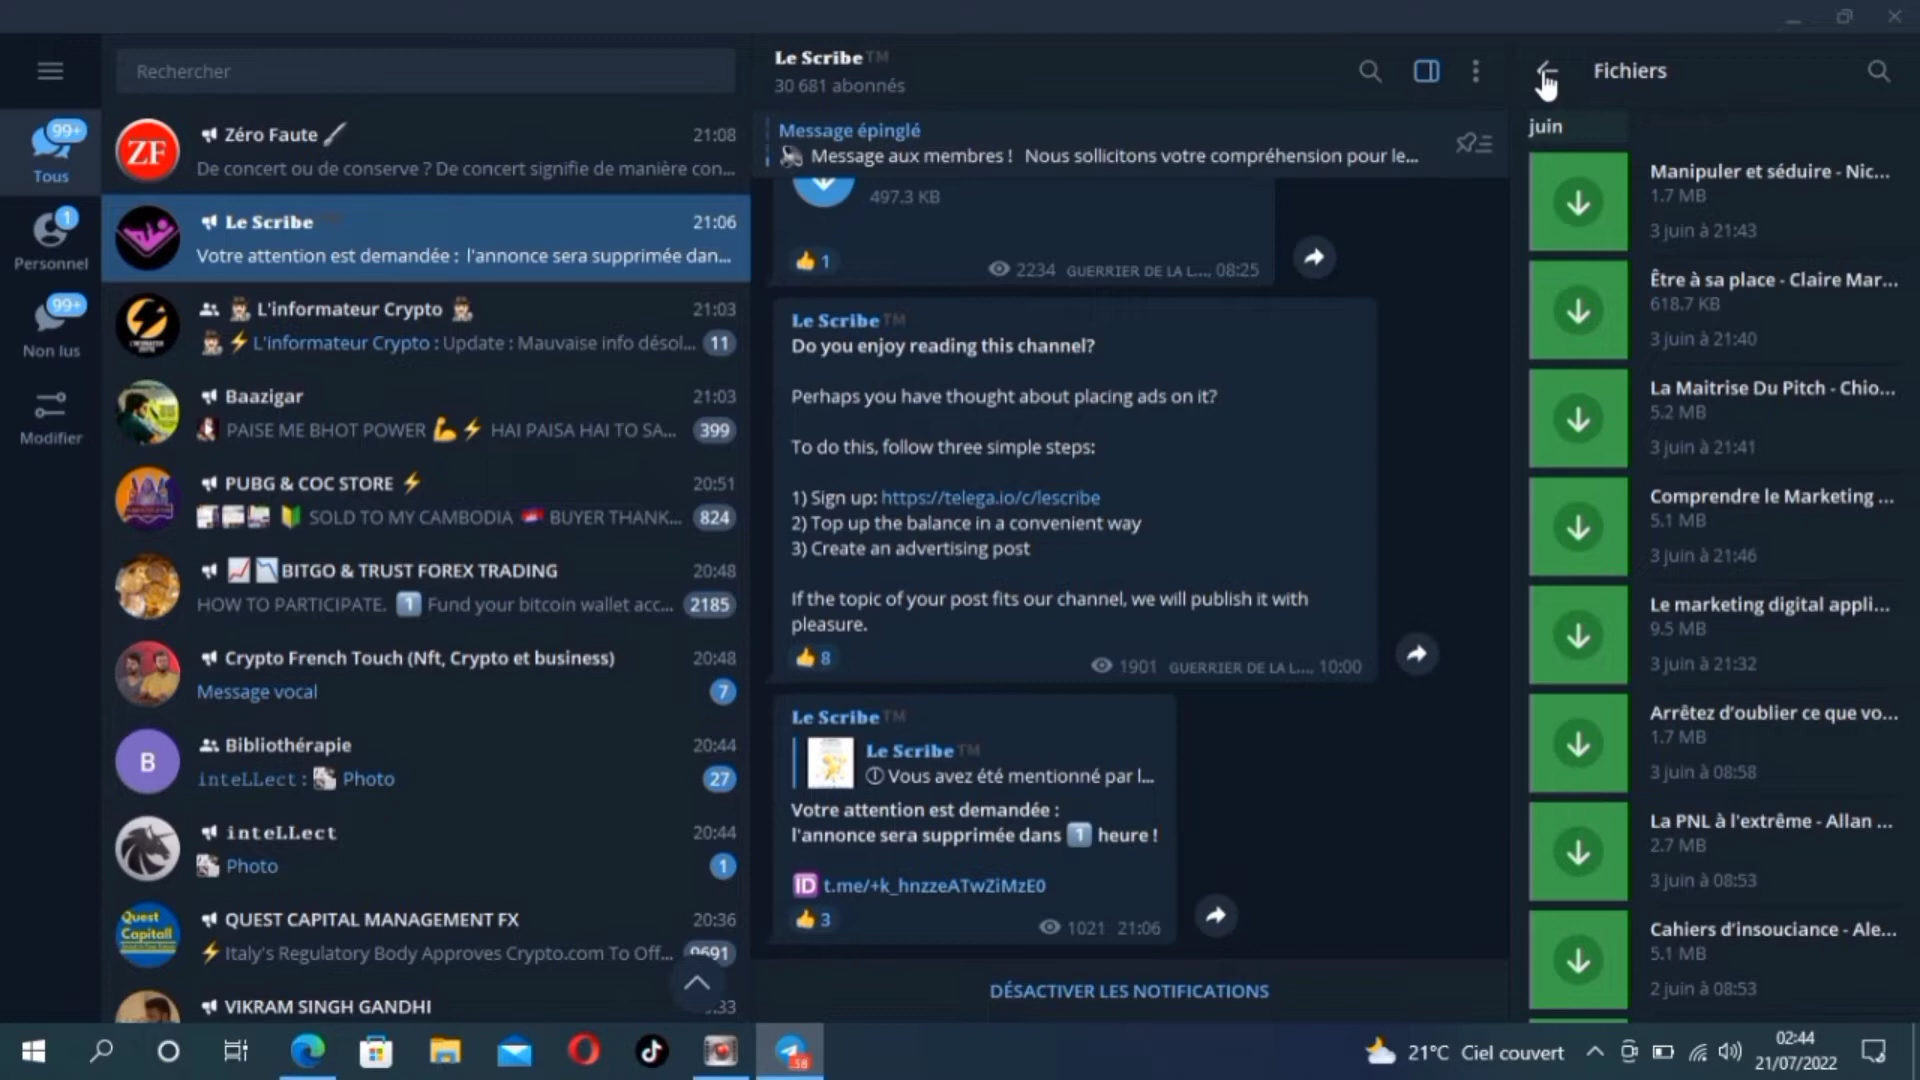 Rechercher
99+
Tous
1
Personnel
99+
Non lus
Modifier
ZF
Zéro Faute
21:08
De concert ou de conserve ? De concert signifie de manière con...
Le Scribe™
21:06
Votre attention est demandée : l'annonce sera supprimée dan...
L'informateur Crypto
21:03
L'informateur Crypto : Update : Mauvaise info désol...
11
Baazigar
21:03
PAISE ME BHOT POWER 💪⚡ HAI PAISA HAI TO SA...
399
PUBG & COC STORE ⚡
20:51
SOLD TO MY CAMBODIA 🇰🇭 BUYER THANK...
824
📈📉BITGO & TRUST FOREX TRADING
20:48
HOW TO PARTICIPATE. 1️⃣ Fund your bitcoin wallet acc...
2185
Crypto French Touch (Nft, Crypto et business)
20:48
Message vocal
7
B
Bibliothérapie
20:44
inteLLect : Photo
27
inteLLect
20:44
Photo
1
Quest
Capitall
QUEST CAPITAL MANAGEMENT FX
20:36
⚡Italy's Regulatory Body Approves Crypto.com To Off...
9691
VIKRAM SINGH GANDHI
Le Scribe™
30 681 abonnés
Message épinglé
Message aux membres ! Nous sollicitons votre compréhension pour le...
497.3 KB
👍 1
2234 GUERRIER DE LA L..., 08:25
Le Scribe™
Do you enjoy reading this channel?
Perhaps you have thought about placing ads on it?
To do this, follow three simple steps:
1) Sign up: https://telega.io/c/lescribe
2) Top up the balance in a convenient way
3) Create an advertising post
If the topic of your post fits our channel, we will publish it with
pleasure.
👍 8
1901 GUERRIER DE LA L..., 10:00
Le Scribe™
Le Scribe™
Vous avez été mentionné par l...
Votre attention est demandée :
l'annonce sera supprimée dans 1️⃣ heure !
🆔 t.me/+k_hnzzeATwZiMzE0
👍 3
1021 21:06
DÉSACTIVER LES NOTIFICATIONS
Fichiers
juin
Manipuler et séduire - Nic...
1.7 MB
3 juin à 21:43
Être à sa place - Claire Mar...
618.7 KB
3 juin à 21:40
La Maitrise Du Pitch - Chio...
5.2 MB
3 juin à 21:41
Comprendre le Marketing ...
5.1 MB
3 juin à 21:46
Le marketing digital appli...
9.5 MB
3 juin à 21:32
Arrêtez d'oublier ce que vo...
1.7 MB
3 juin à 08:58
La PNL à l'extrême - Allan ...
2.7 MB
3 juin à 08:53
Cahiers d'insouciance - Ale...
5.1 MB
2 juin à 08:53
58
21°C Ciel couvert
02:44
21/07/2022